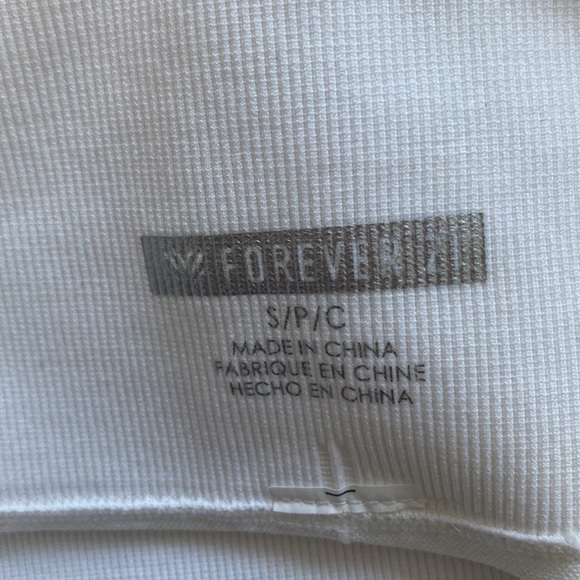 FOREVER 21
S/P/C
MADE IN CHINA
FABRIQUE EN CHINE
HECHO EN CHINA